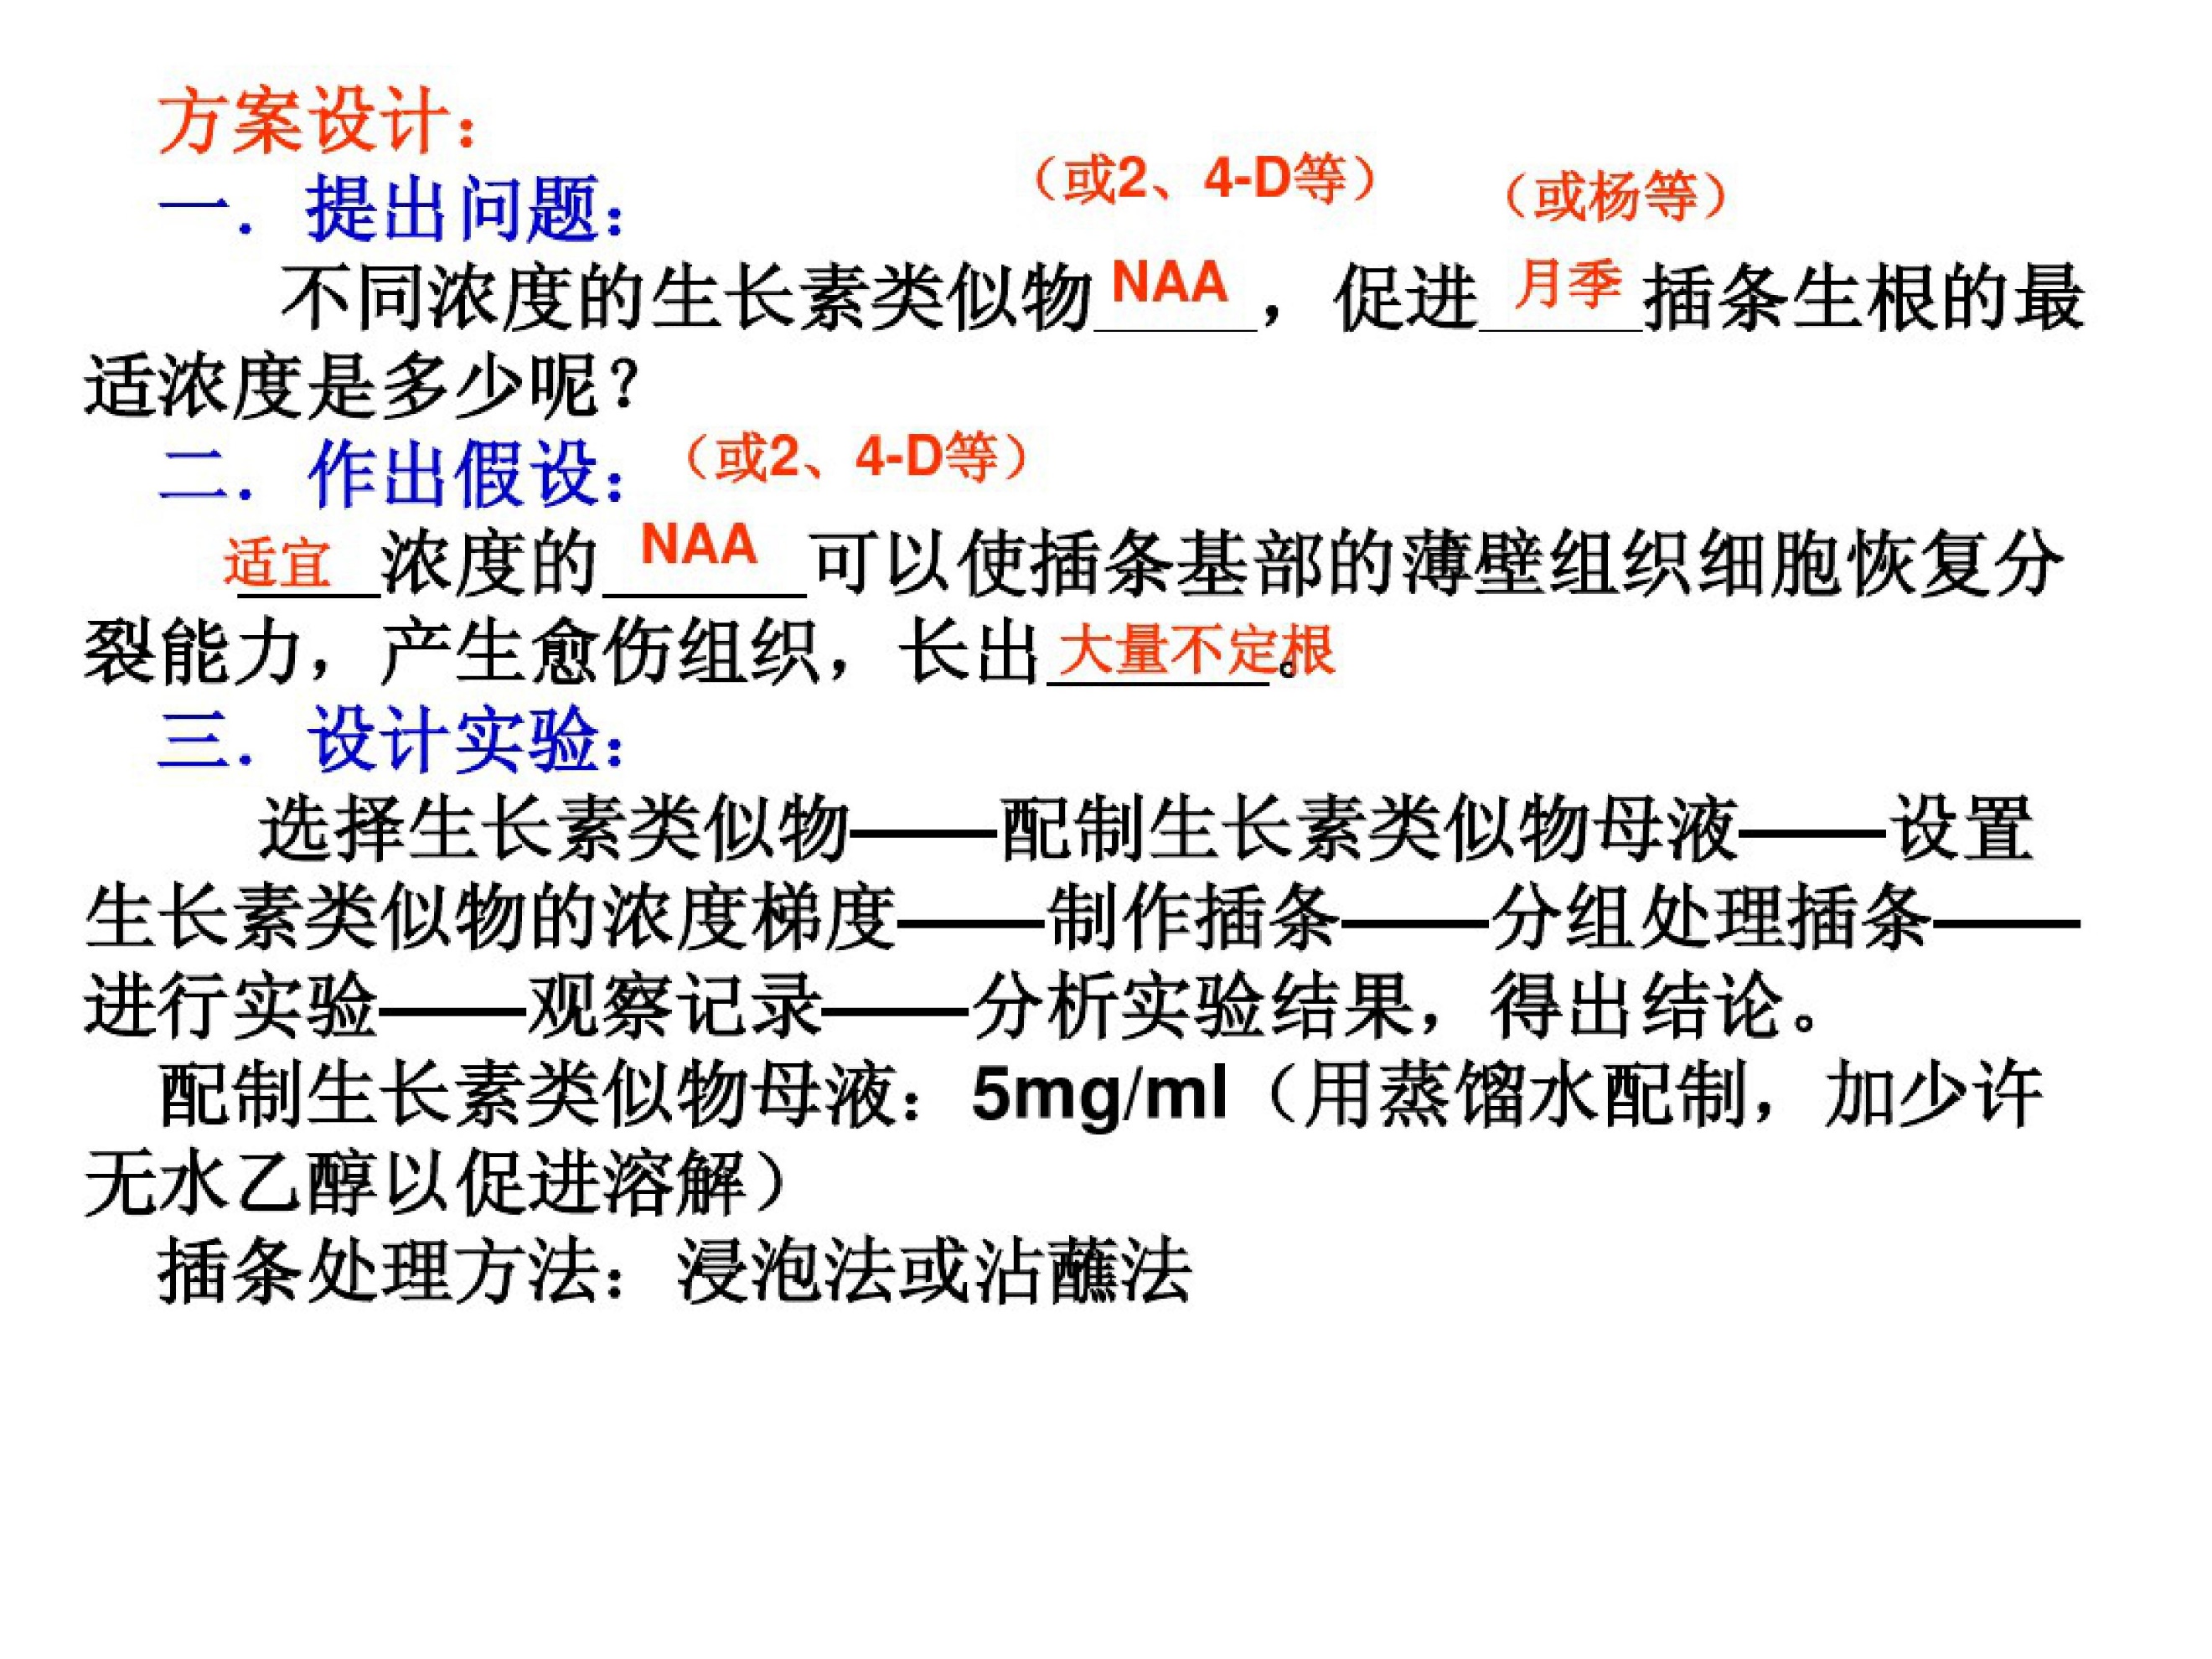 方案设计：
（或2、4-D等）
（或杨等）
一．提出问题：
不同浓度的生长素类似物NAA，促进月季插条生根的最
适浓度是多少呢？
二．作出假设：（或2、4-D等）
适宜浓度的NAA可以使插条基部的薄壁组织细胞恢复分
裂能力，产生愈伤组织，长出大量不定根。
三．设计实验：
选择生长素类似物——配制生长素类似物母液——设置
生长素类似物的浓度梯度——制作插条——分组处理插条——
进行实验——观察记录——分析实验结果，得出结论。
配制生长素类似物母液：5mg/ml（用蒸馏水配制，加少许
无水乙醇以促进溶解）
插条处理方法：浸泡法或沾蘸法